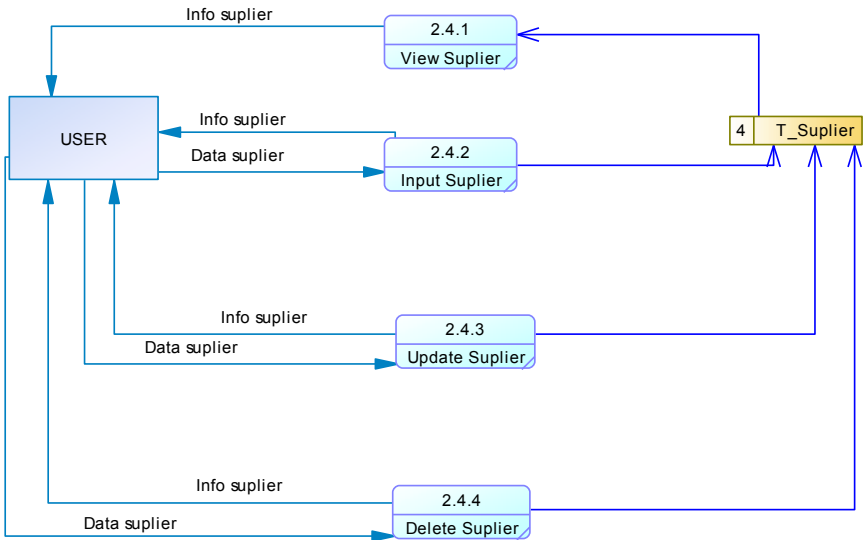 Info suplier
2.4.1
View Suplier
USER
Info suplier
Data suplier
2.4.2
Input Suplier
4 T_Suplier
Info suplier
Data suplier
2.4.3
Update Suplier
Info suplier
Data suplier
2.4.4
Delete Suplier